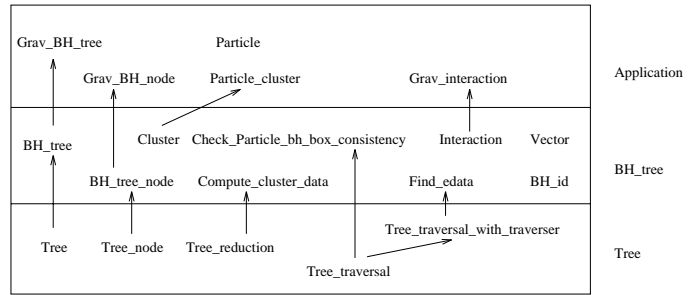 Grav_BH_tree Particle
Grav_BH_node Particle_cluster Grav_interaction Application
Cluster Check_Particle_bh_box_consistency Interaction Vector
BH_tree
BH_tree
BH_tree_node Compute_cluster_data Find_edata BH_id
Tree_traversal_with_traverser
Tree Tree_node Tree_reduction Tree
Tree_traversal